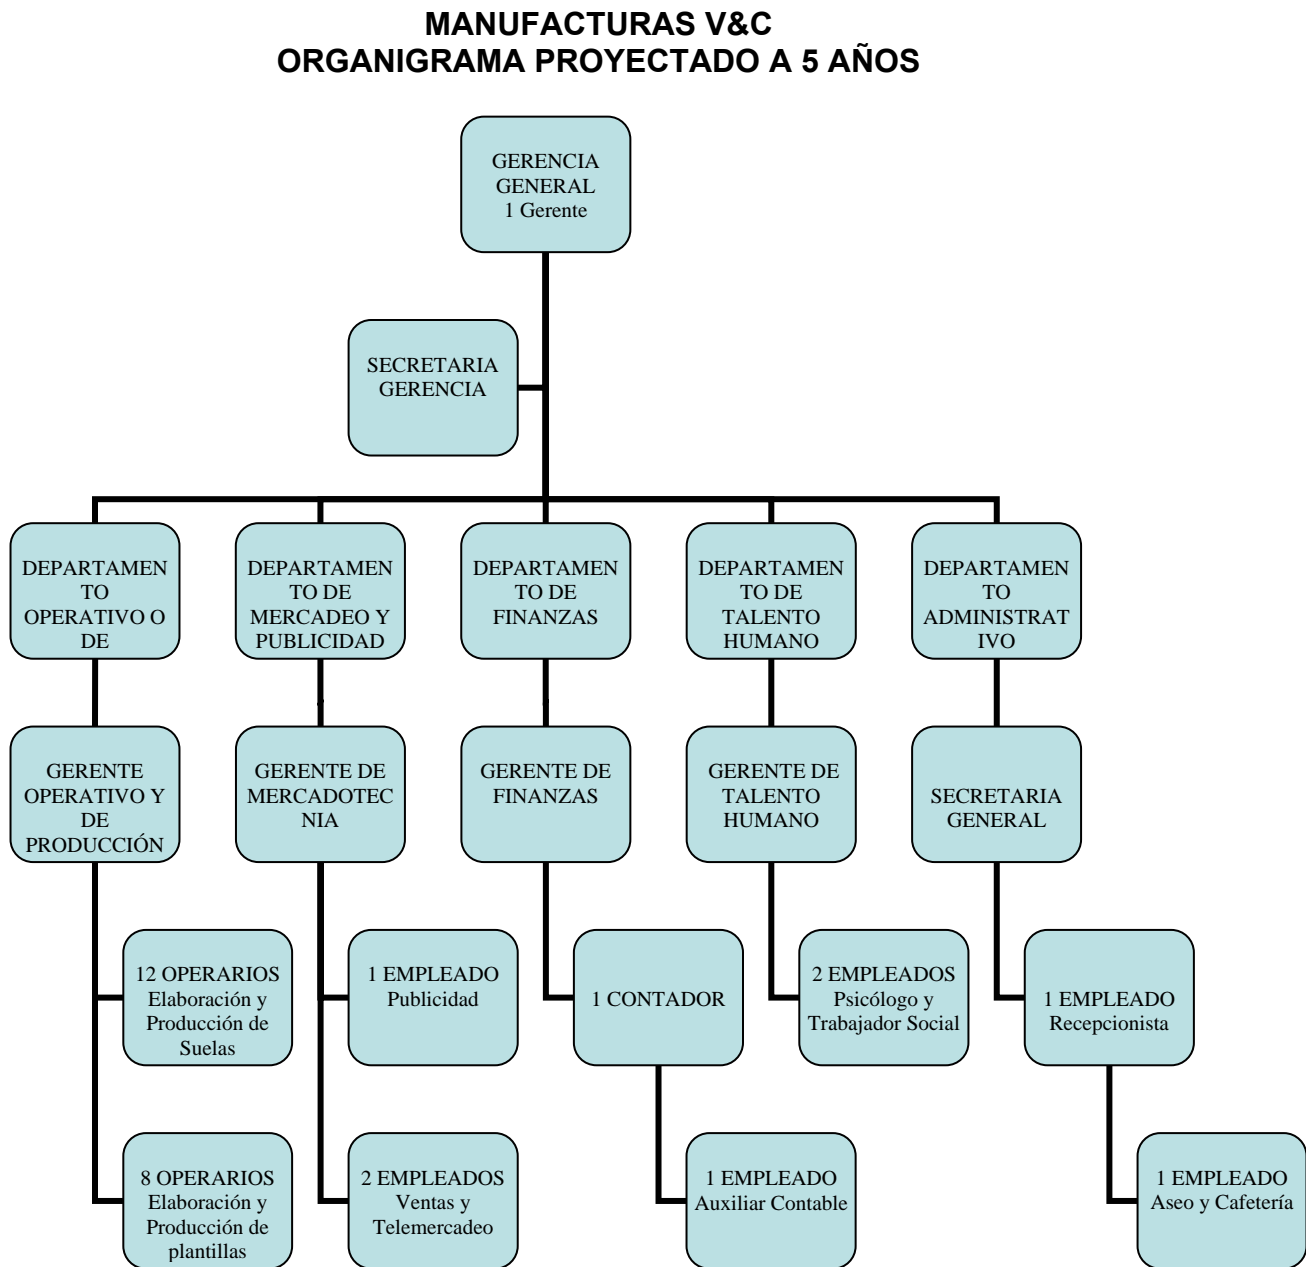 MANUFACTURAS V&C
ORGANIGRAMA PROYECTADO A 5 AÑOS
GERENCIA
GENERAL
1 Gerente
SECRETARIA
GERENCIA
DEPARTAMEN
TO
OPERATIVO O
DE
DEPARTAMEN
TO DE
MERCADEO Y
PUBLICIDAD
DEPARTAMEN
TO DE
FINANZAS
DEPARTAMEN
TO DE
TALENTO
HUMANO
DEPARTAMEN
TO
ADMINISTRAT
IVO
GERENTE
OPERATIVO Y
DE
PRODUCCIÓN
GERENTE DE
MERCADOTEC
NIA
GERENTE DE
FINANZAS
GERENTE DE
TALENTO
HUMANO
SECRETARIA
GENERAL
12 OPERARIOS
Elaboración y
Producción de
Suelas
1 EMPLEADO
Publicidad
1 CONTADOR
2 EMPLEADOS
Psicólogo y
Trabajador Social
1 EMPLEADO
Recepcionista
8 OPERARIOS
Elaboración y
Producción de
plantillas
2 EMPLEADOS
Ventas y
Telemercadeo
1 EMPLEADO
Auxiliar Contable
1 EMPLEADO
Aseo y Cafetería